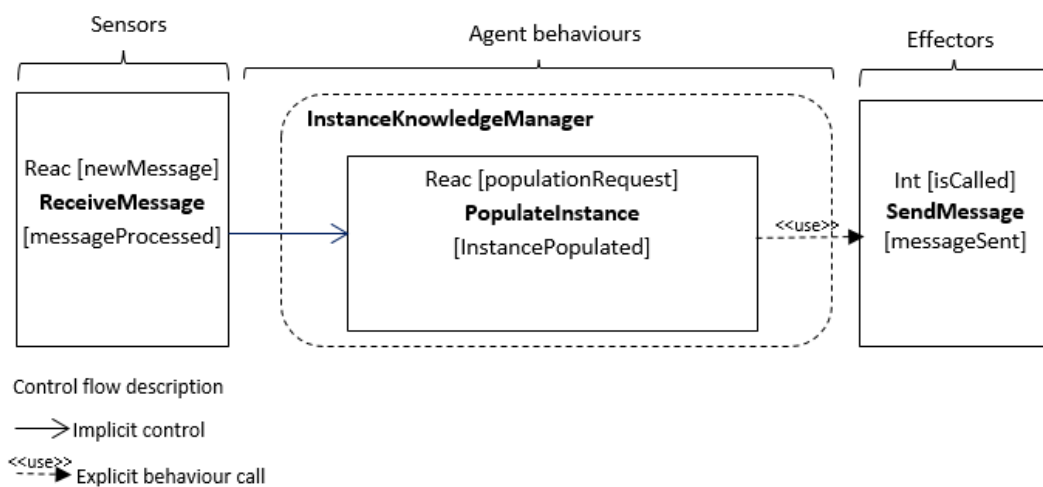 Sensors
Agent behaviours
Effectors
InstanceKnowledgeManager
Reac [newMessage]
ReceiveMessage
[messageProcessed]
Reac [populationRequest]
PopulateInstance
[InstancePopulated]
<<use>>
Int [isCalled]
SendMessage
[messageSent]
Control flow description
Implicit control
<<use>>
Explicit behaviour call